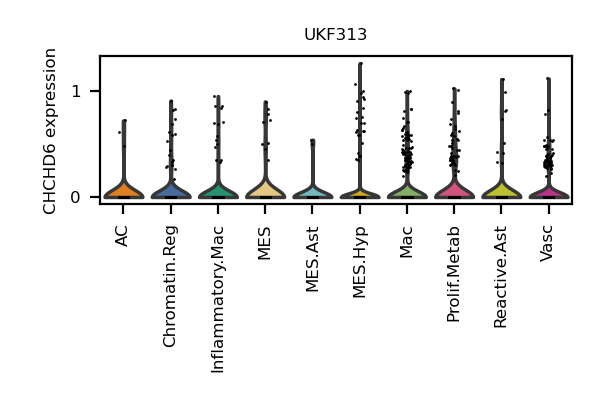 UKF313
CHCHD6 expression
1
0
AC
Chromatin.Reg
Inflammatory.Mac
MES
MES.Ast
MES.Hyp
Mac
Prolif.Metab
Reactive.Ast
Vasc